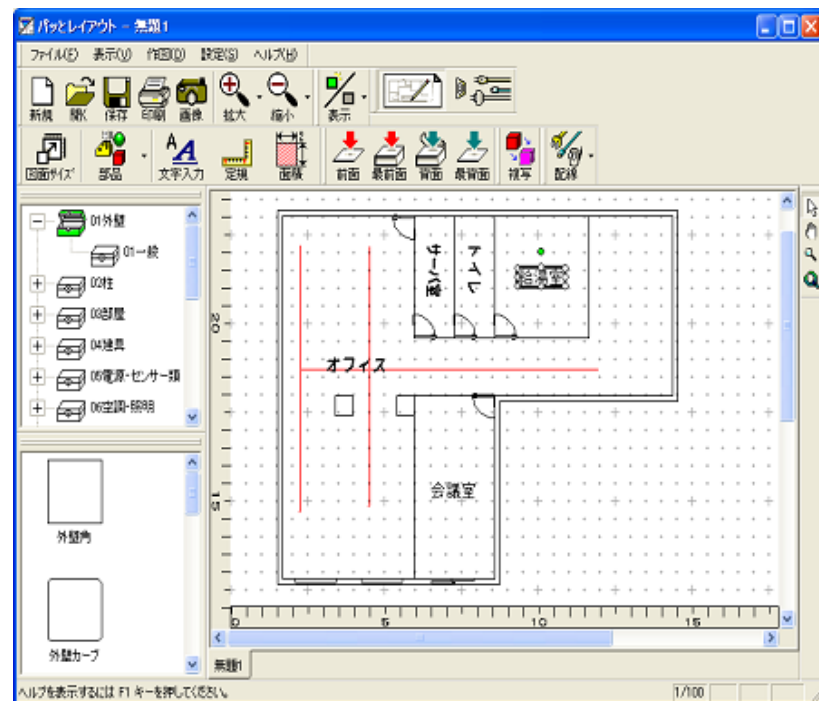 パッとレイアウト - 無題1
ファイル(F) 表示(V) 作図(D) 設定(S) ヘルプ(H)
新規 開く 保存 印刷 画像 拡大 縮小 表示
図面サイズ 部品 文字入力 定規 面積 前面 最前面 背面 最背面 複写 配線
01外壁
01一般
02柱
03部屋
04建具
05電源・センサー類
06空調・照明
外壁角
外壁カーブ
サーバ室
トイレ
給湯室
オフィス
会議室
20
15
0 5 10 15
無題1
ヘルプを表示するには F1 キーを押してください。
1/100